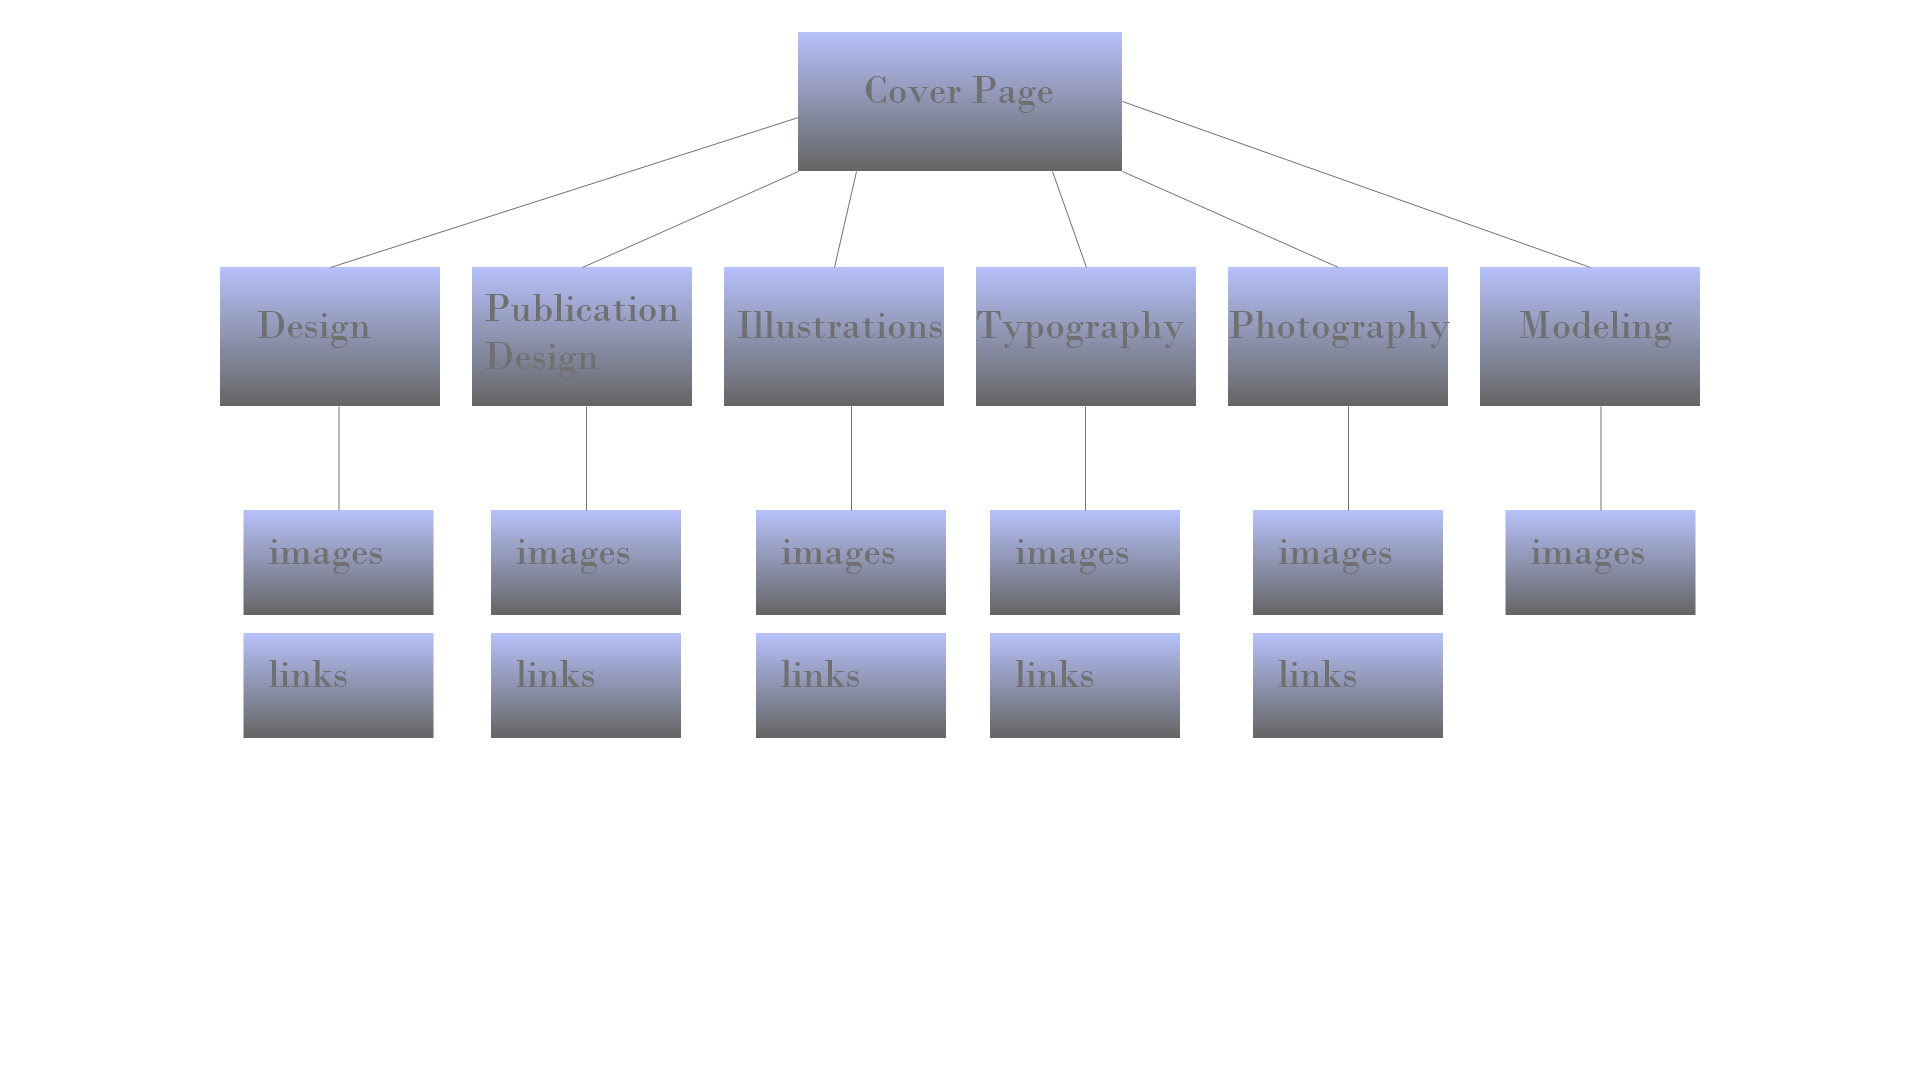 Cover Page
Design
Publication
Design
Illustrations
Typography
Photography
Modeling
images
images
images
images
images
images
links
links
links
links
links